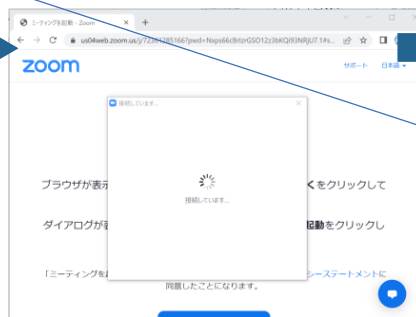 ミーティングを起動 - Zoom
zoom
サポート 日本語
接続しています...
接続しています...
ブラウザが表示
くをクリックして
ダイアログが
起動をクリックし
「ミーティングを
シーステートメントに
同意したことになります。